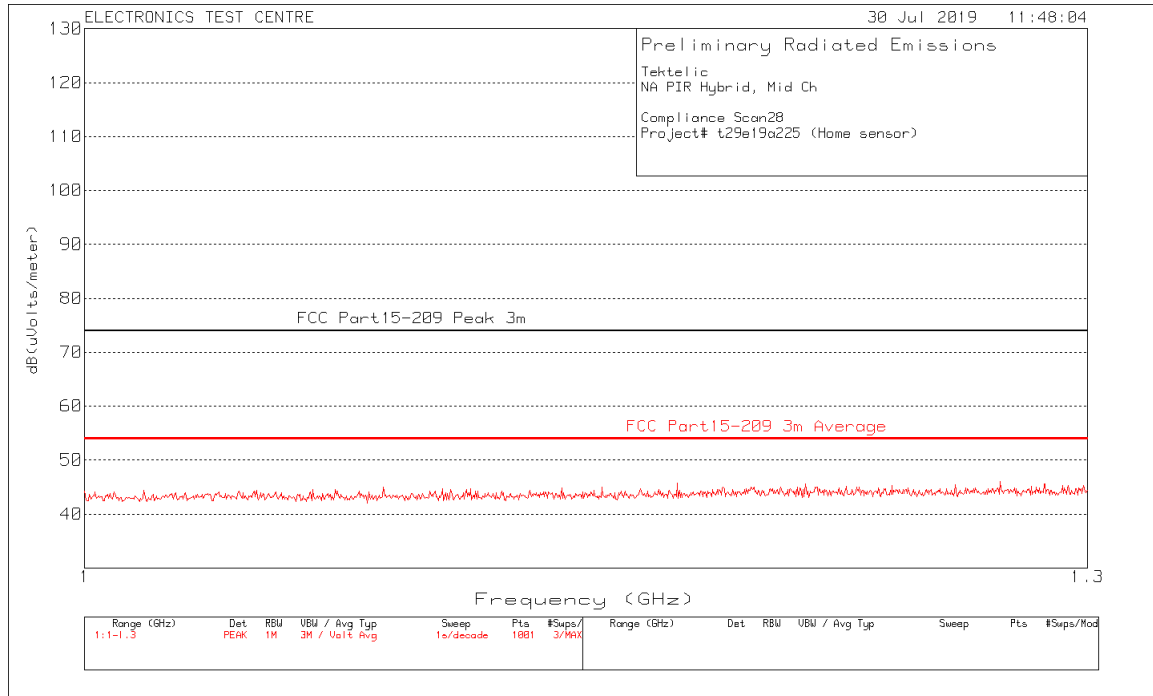 ELECTRONICS TEST CENTRE 30 Jul 2019 11:48:04
Preliminary Radiated Emissions
Tektelic
NA PIR Hybrid, Mid Ch
Compliance Scan28
Project# t29e19a225 (Home sensor)
130
120
110
100
90
80
70
60
50
40
dB(uVolts/meter)
FCC Part15-209 Peak 3m
FCC Part15-209 3m Average
1 1.3
Frequency (GHz)
Range (GHz) Det RBW VBW / Avg Typ Sweep Pts #Swps/ Range (GHz) Det RBW VBW / Avg Typ Sweep Pts #Swps/Mod
1:1-1.3 PEAK 1M 3M / Volt Avg 1s/decade 1001 3/MAX